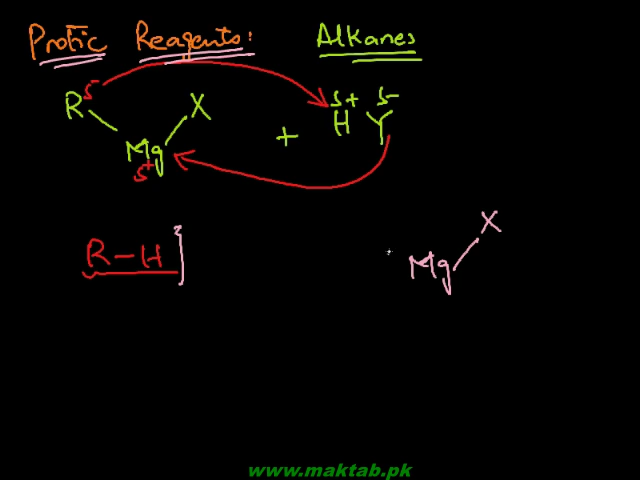 Protic Reagents: Alkanes
R δ- X δ+ δ-
H Y
+
Mg
δ+
X
R-H]
Mg
www.maktab.pk